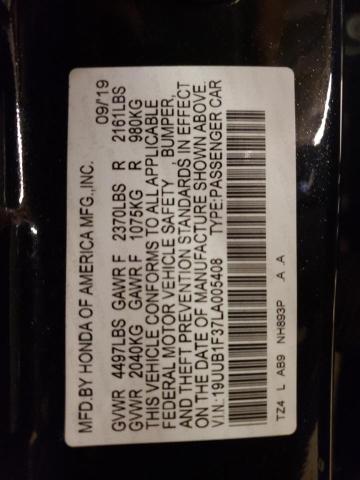 MFD.BY HONDA OF AMERICA MFG.,INC. 09/19
GVWR 4497LBS GAWR F 2370LBS R 2161LBS
GVWR 2040KG GAWR F 1075KG R 980KG
THIS VEHICLE CONFORMS TO ALL APPLICABLE
FEDERAL MOTOR VEHICLE SAFETY , BUMPER,
AND THEFT PREVENTION STANDARDS IN EFFECT
ON THE DATE OF MANUFACTURE SHOWN ABOVE.
V.I.N.:19UUB1F37LA005408 TYPE:PASSENGER CAR
TZ4 L AB9 NH893P A .A